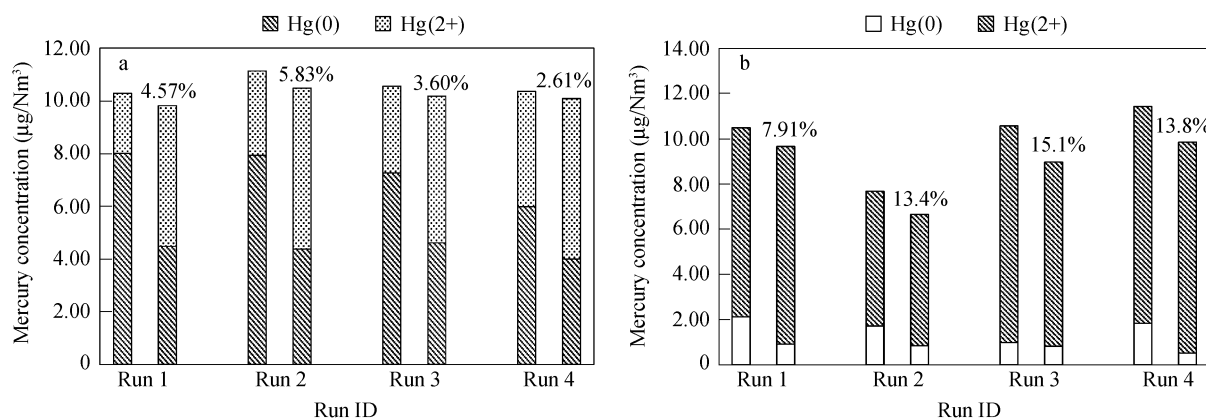 Hg(0) Hg(2+)
12.00
10.00
8.00
6.00
4.00
2.00
0
Mercury concentration (μg/Nm³)
a
4.57%
5.83%
3.60%
2.61%
Run 1 Run 2 Run 3 Run 4
Run ID
Hg(0) Hg(2+)
14.00
12.00
10.00
8.00
6.00
4.00
2.00
0
Mercury concentration (μg/Nm³)
b
7.91%
13.4%
15.1%
13.8%
Run 1 Run 2 Run 3 Run 4
Run ID